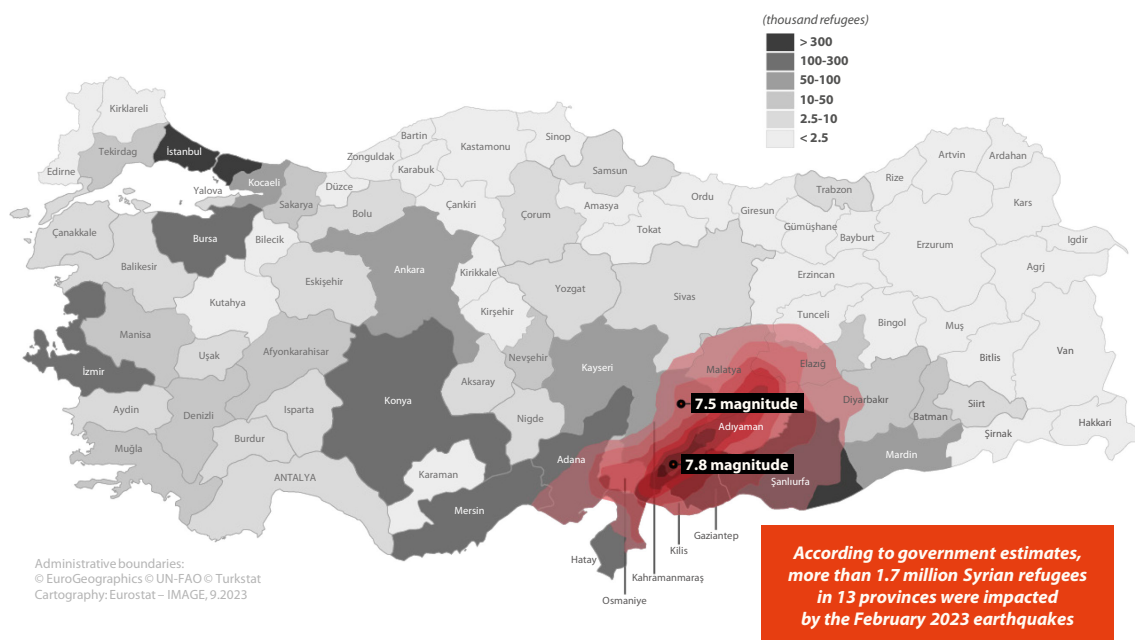 (thousand refugees)
> 300
100-300
50-100
10-50
2.5-10
< 2.5
Kirklareli
Tekirdag
İstanbul
Edirne
Yalova
Kocaeli
Sakarya
Düzce
Zonguldak
Bartin
Karabuk
Kastamonu
Sinop
Samsun
Ordu
Giresun
Trabzon
Rize
Artvin
Ardahan
Kars
Igdir
Çanakkale
Bursa
Bilecik
Bolu
Çankiri
Çorum
Amasya
Tokat
Gümüşhane
Bayburt
Erzurum
Agrj
Balikesir
Kutahya
Eskişehir
Ankara
Kirikkale
Kirşehir
Yozgat
Sivas
Erzincan
Tunceli
Bingol
Muş
Bitlis
Van
Manisa
İzmir
Uşak
Afyonkarahisar
Konya
Aksaray
Nevşehir
Kayseri
Malatya
Elazığ
Diyarbakır
Batman
Siirt
Şirnak
Hakkari
Aydin
Denizli
Isparta
Burdur
Muğla
ANTALYA
Karaman
Nigde
Mersin
Adana
7.5 magnitude
Adıyaman
7.8 magnitude
Şanlıurfa
Mardin
Hatay
Osmaniye
Kahramanmaraş
Kilis
Gaziantep
Administrative boundaries:
© EuroGeographics © UN-FAO © Turkstat
Cartography: Eurostat – IMAGE, 9.2023
According to government estimates,
more than 1.7 million Syrian refugees
in 13 provinces were impacted
by the February 2023 earthquakes